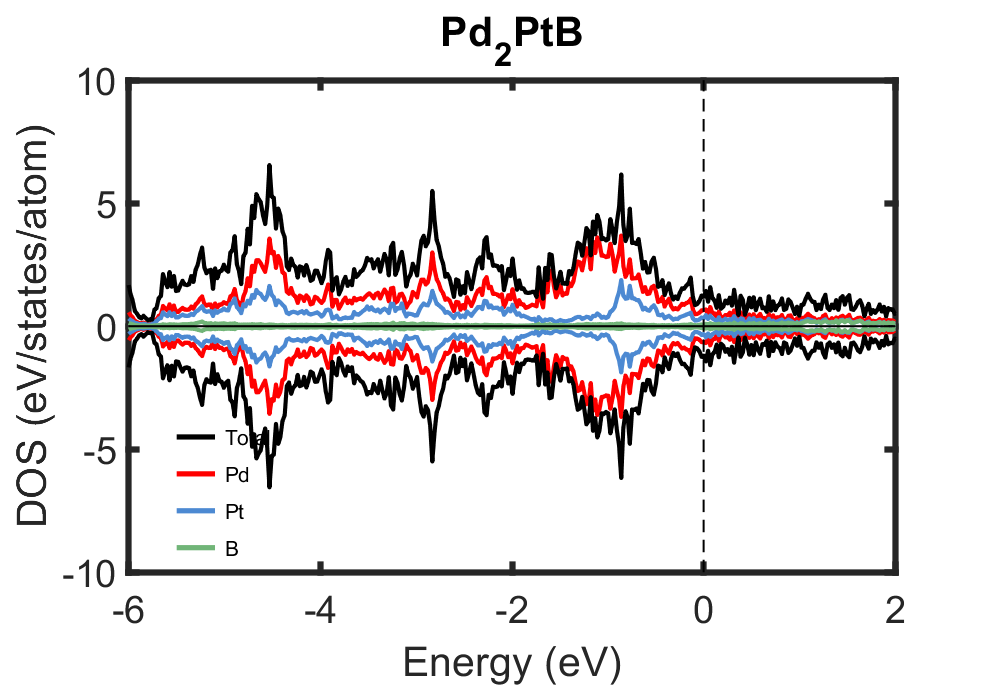 Pd₂PtB
DOS (eV/states/atom)
10
5
0
-5
-10
Total
Pd
Pt
B
-6 -4 -2 0 2
Energy (eV)